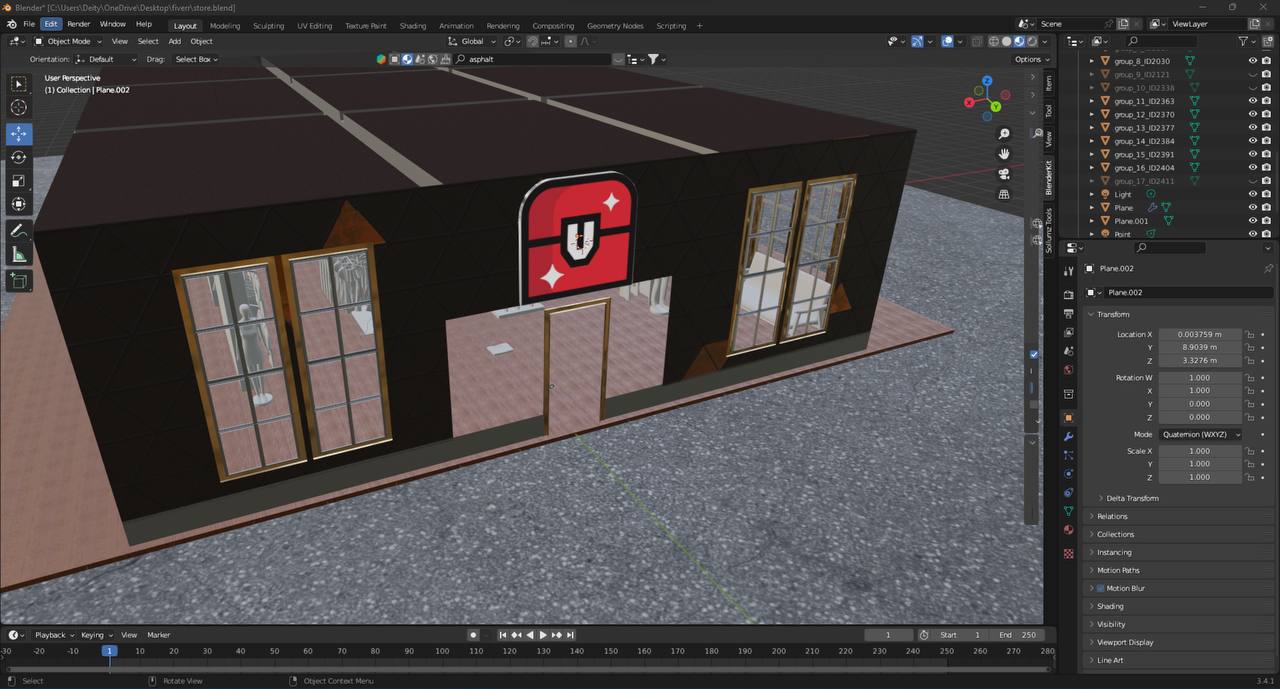 Blender* [C:\Users\Deity\OneDrive\Desktop\fiverr\store.blend]
File Edit Render Window Help Layout Modeling Sculpting UV Editing Texture Paint Shading Animation Rendering Compositing Geometry Nodes Scripting + Scene ViewLayer
Object Mode View Select Add Object Global
Orientation: Default Drag: Select Box asphalt Options
User Perspective
(1) Collection | Plane.002
Z
X
Y
Item
Tool
View
BlenderKit
Sollumz Tools
U
group_8_ID2030
group_9_ID2121
group_10_ID2338
group_11_ID2363
group_12_ID2370
group_13_ID2377
group_14_ID2384
group_15_ID2391
group_16_ID2404
group_17_ID2411
Light
Plane
Plane.001
Point
Plane.002
Plane.002
Transform
Location X 0.003759 m
Y 8.9039 m
Z 3.3276 m
Rotation W 1.000
X 1.000
Y 0.000
Z 0.000
Mode Quaternion (WXYZ)
Scale X 1.000
Y 1.000
Z 1.000
Delta Transform
Relations
Collections
Instancing
Motion Paths
Motion Blur
Shading
Visibility
Viewport Display
Line Art
Playback Keying View Marker 1 Start 1 End 250
-30 -20 -10 1 10 20 30 40 50 60 70 80 90 100 110 120 130 140 150 160 170 180 190 200 210 220 230 240 250 260 270 280
Select Rotate View Object Context Menu 3.4.1